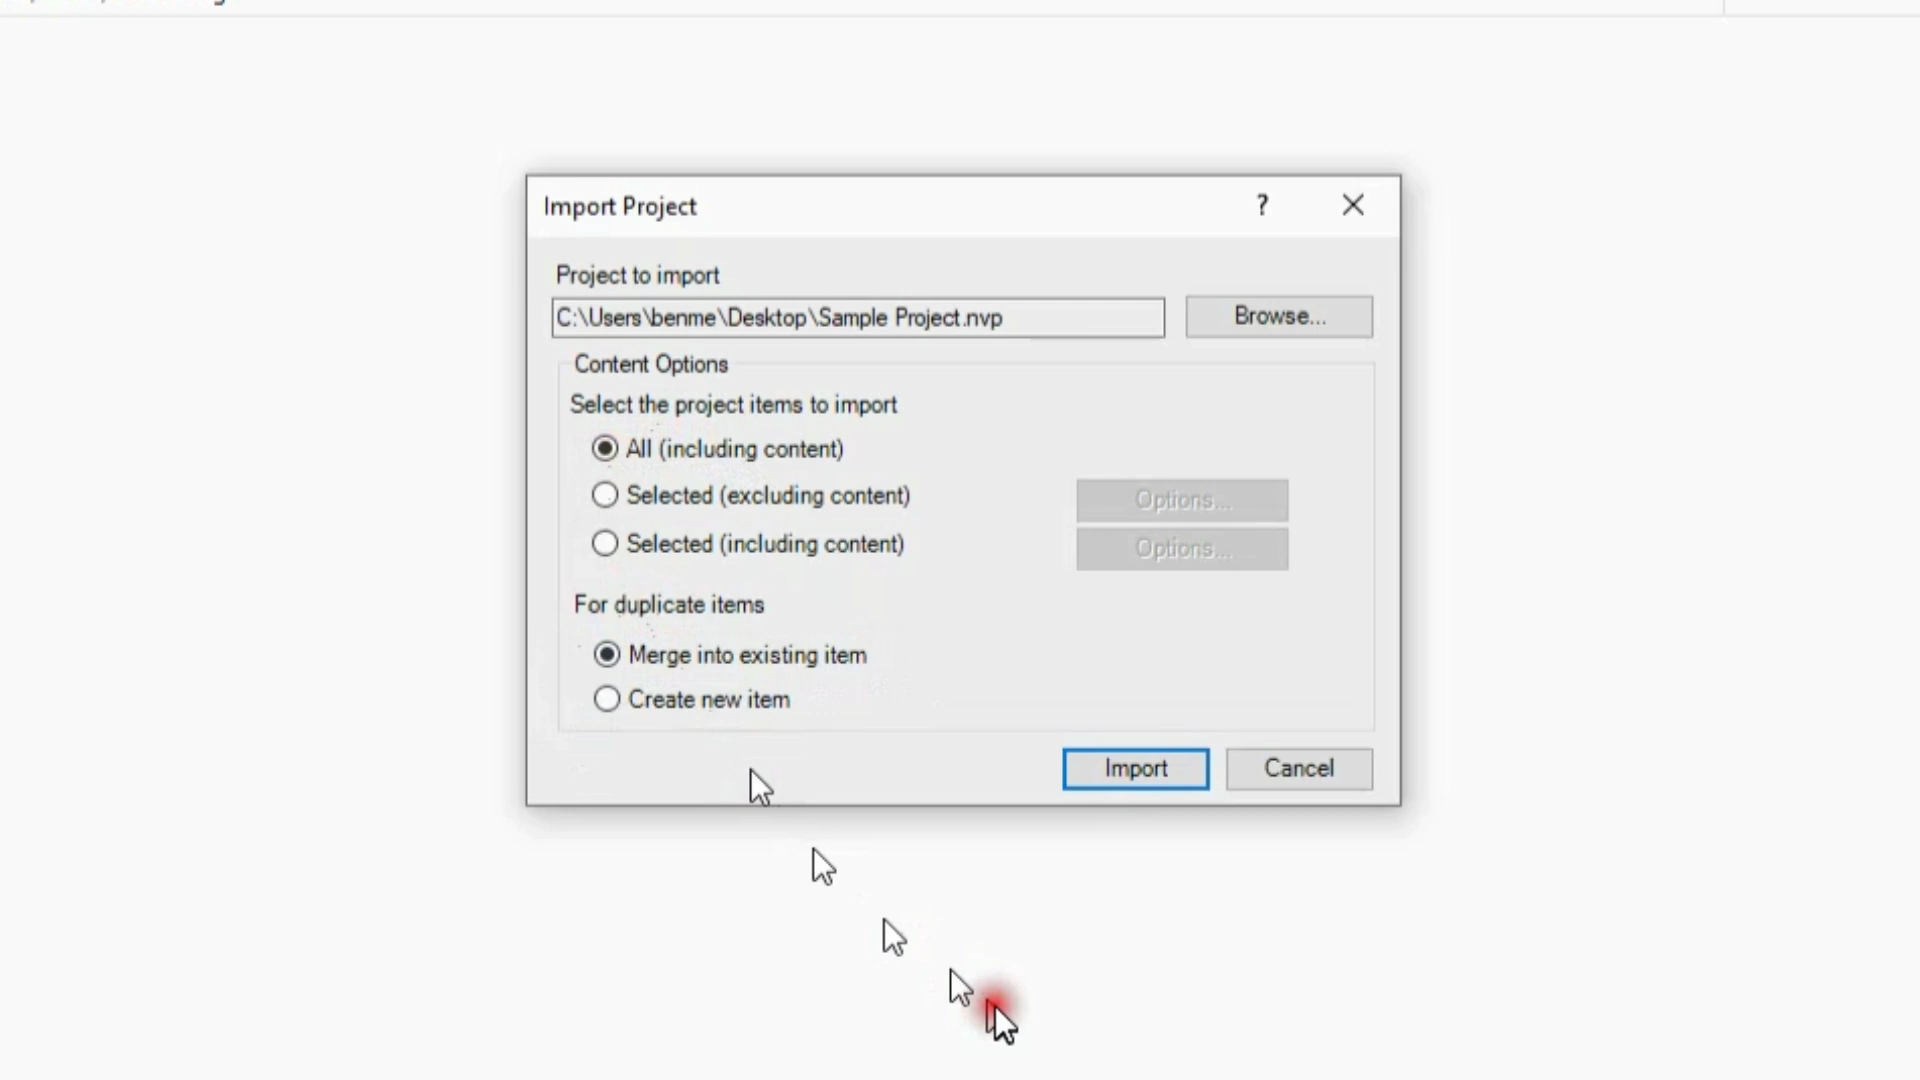 Import Project
?
Project to import
C:\Users\benme\Desktop\Sample Project.nvp
Browse...
Content Options
Select the project items to import
All (including content)
Selected (excluding content)
Options...
Selected (including content)
Options...
For duplicate items
Merge into existing item
Create new item
Import
Cancel